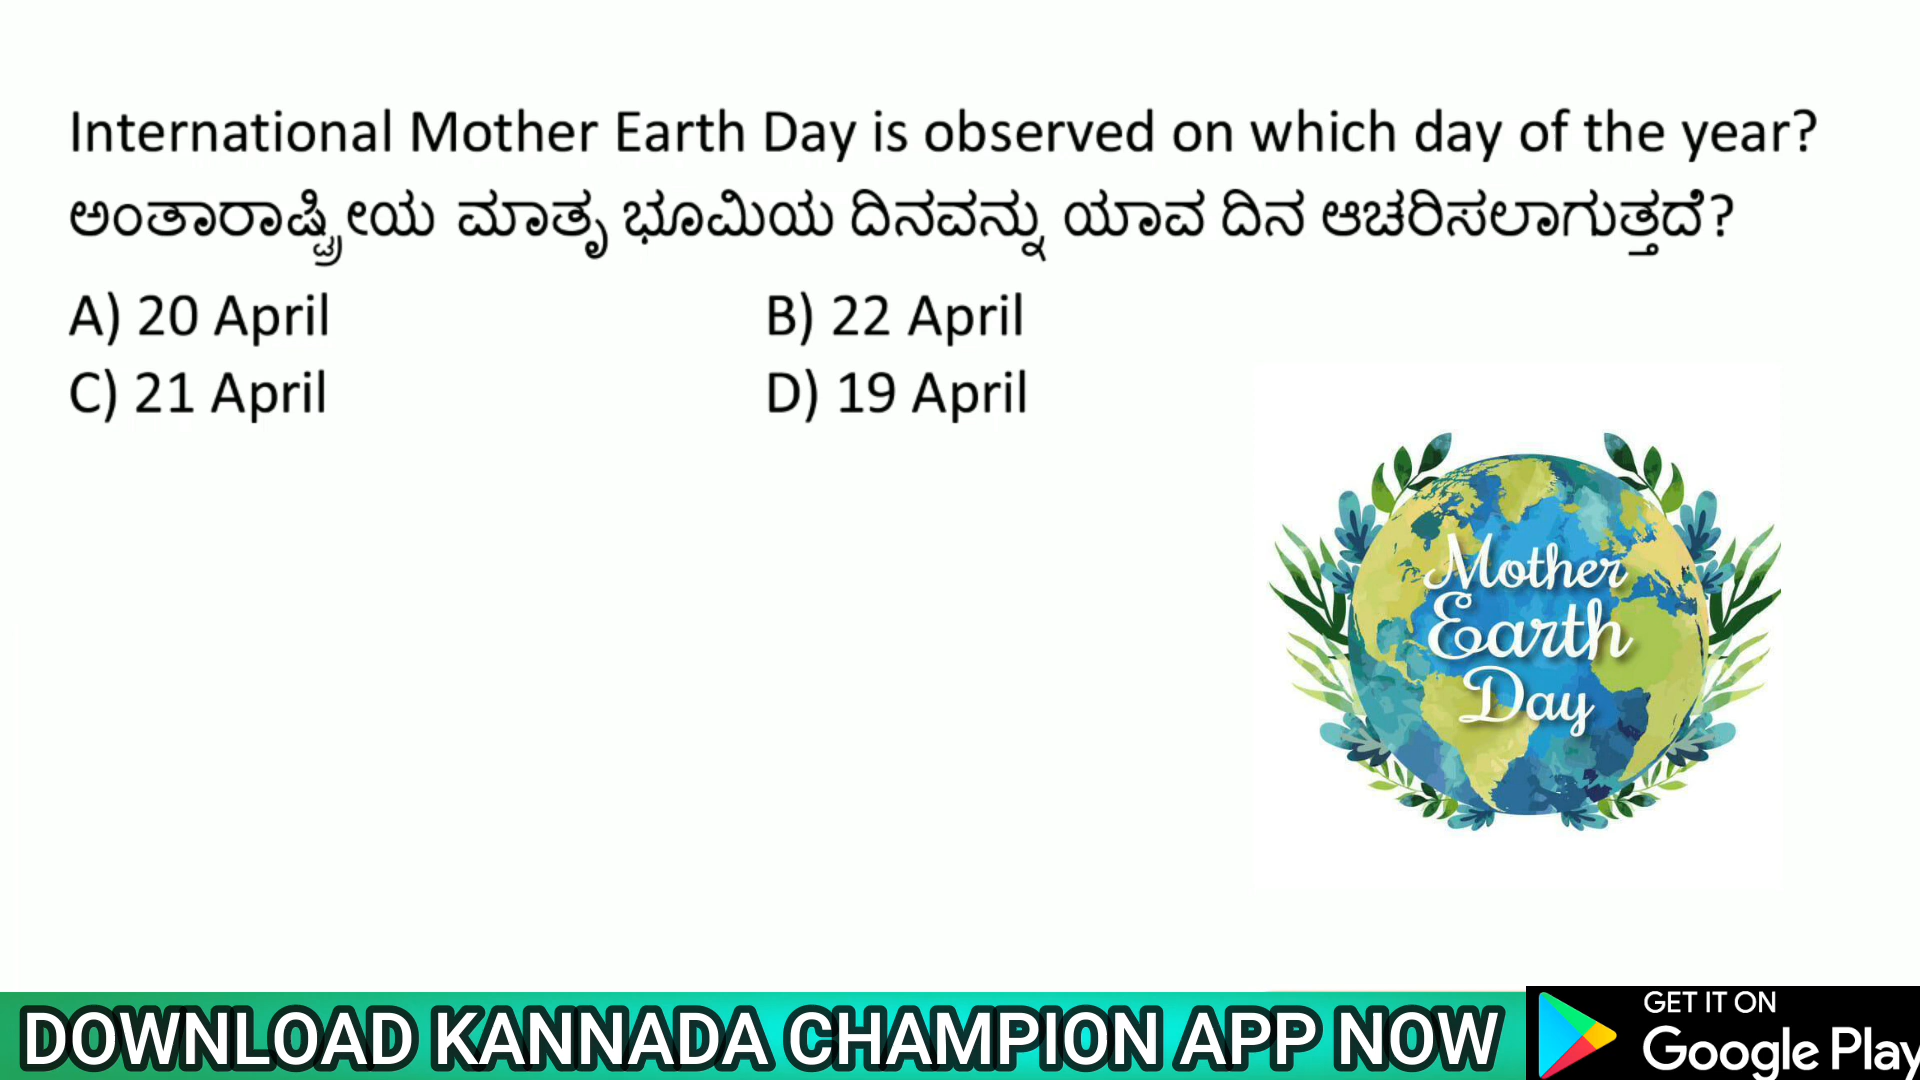 International Mother Earth Day is observed on which day of the year?
ಅಂತಾರಾಷ್ಟ್ರೀಯ ಮಾತೃ ಭೂಮಿಯ ದಿನವನ್ನು ಯಾವ ದಿನ ಆಚರಿಸಲಾಗುತ್ತದೆ?
A) 20 April B) 22 April
C) 21 April D) 19 April
Mother
Earth
Day
DOWNLOAD KANNADA CHAMPION APP NOW
GET IT ON
Google Play